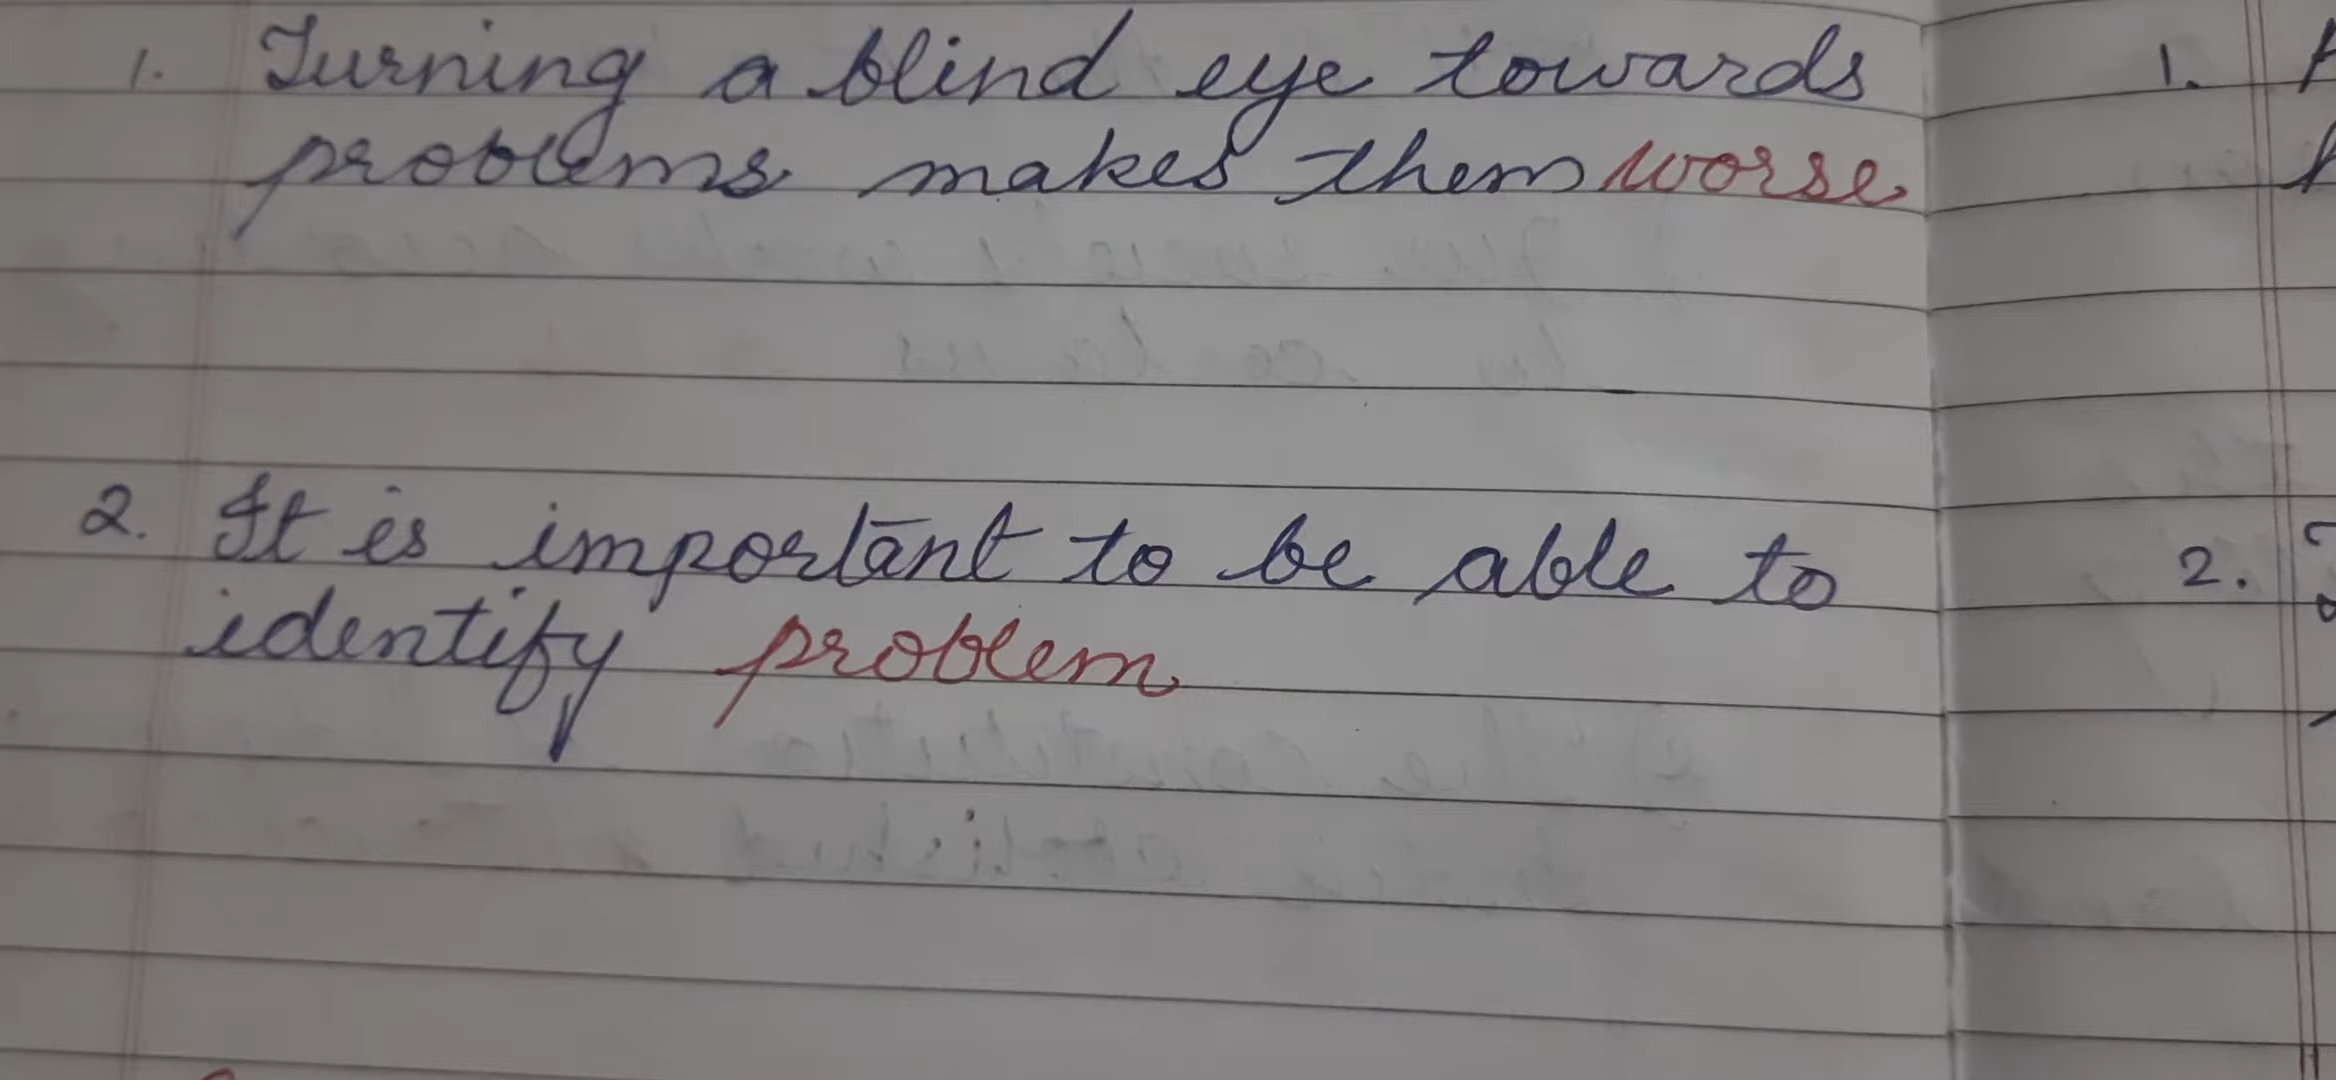 1. Turning a blind eye towards
problems makes them worse
2. It is important to be able to
identify problem
1.
2.